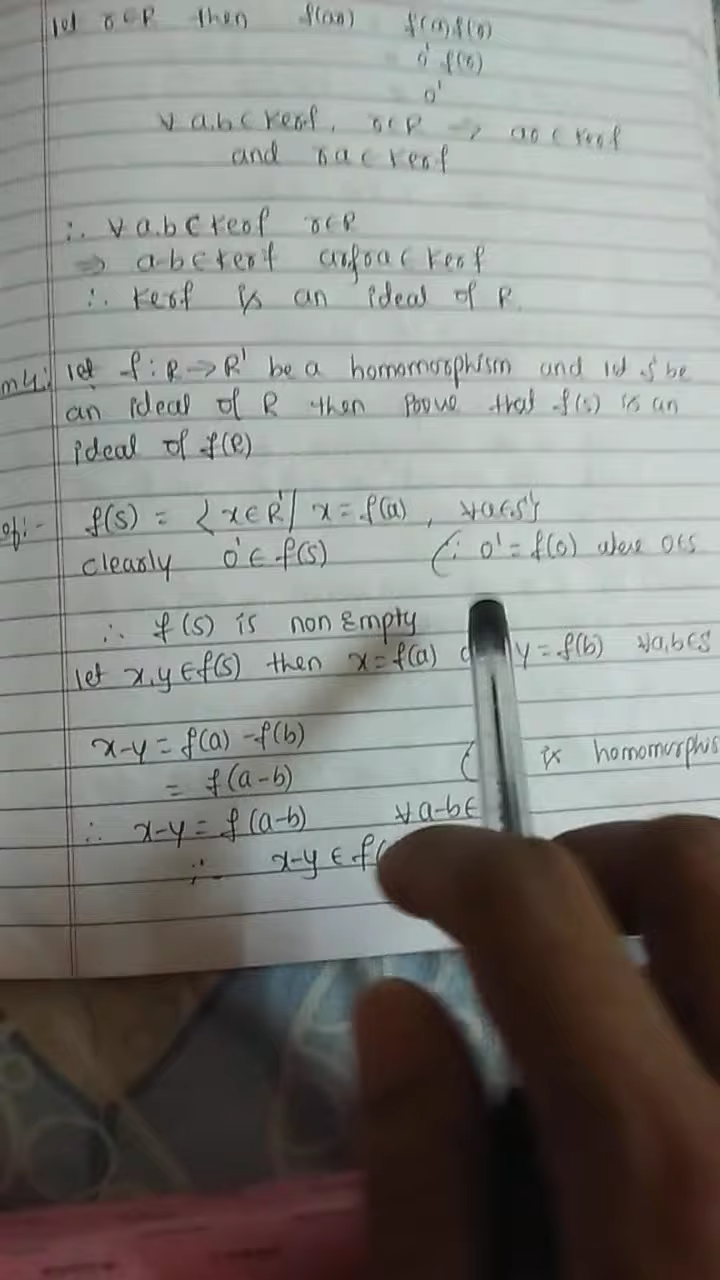 let r∈R then f(ar) f(a)f(r)
0' f(r)
0'
∀ a,b ∈ kerf, r∈R → ar ∈ kerf
and ra ∈ kerf
∴ ∀ a,b ∈ kerf r∈R
⇒ a-b ∈ kerf ar, ra ∈ kerf
∴ kerf is an ideal of R.
m4: let f: R → R' be a homomorphism and let S be
an ideal of R then prove that f(s) is an
ideal of f(R)
of:- f(s) = {x ∈ R' / x = f(a), ∀a∈S}
clearly 0' ∈ f(s) (∵ 0' = f(0) where 0∈S
∴ f(s) is non empty
let x, y ∈ f(s) then x = f(a) y = f(b) ∀a,b∈S
x-y = f(a) - f(b)
= f(a-b) ( is homomorphis
∴ x-y = f(a-b) ∀ a-b ∈
∴ x-y ∈ f(